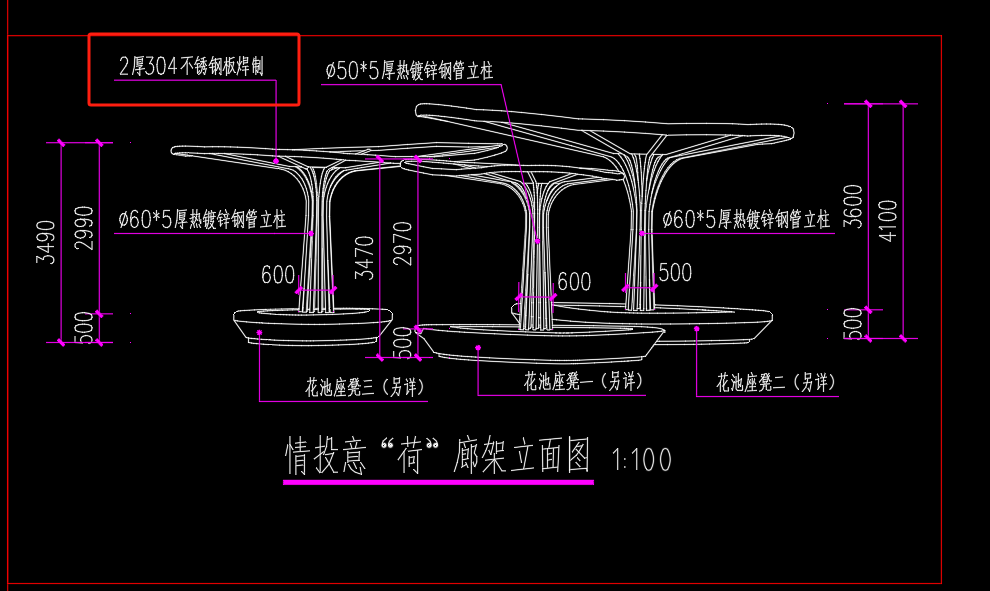 2厚304不锈钢板焊制
ø50*5厚热镀锌钢管立柱
ø60*5厚热镀锌钢管立柱
ø60*5厚热镀锌钢管立柱
3490
2990
500
600
3470
2970
500
600
500
3600
4100
500
花池座凳三（另详）
花池座凳一（另详）
花池座凳二（另详）
情投意“荷”廊架立面图 1:100